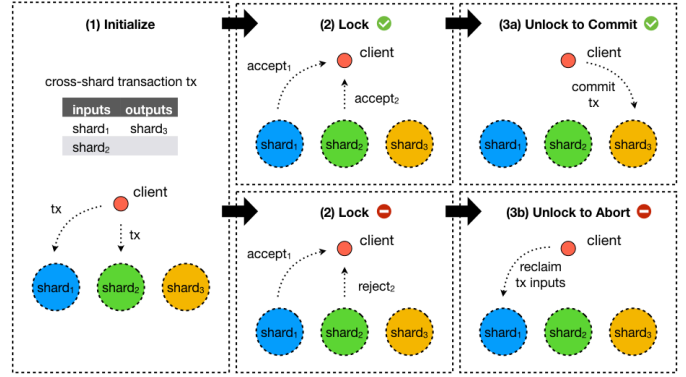 (1) Initialize
cross-shard transaction tx
inputs outputs
shard₁ shard₃
shard₂
client
tx
tx
shard₁ shard₂ shard₃
(2) Lock
client
accept₁
accept₂
shard₁ shard₂ shard₃
(3a) Unlock to Commit
client
commit
tx
shard₁ shard₂ shard₃
(2) Lock
client
accept₁
reject₂
shard₁ shard₂ shard₃
(3b) Unlock to Abort
client
reclaim
tx inputs
shard₁ shard₂ shard₃